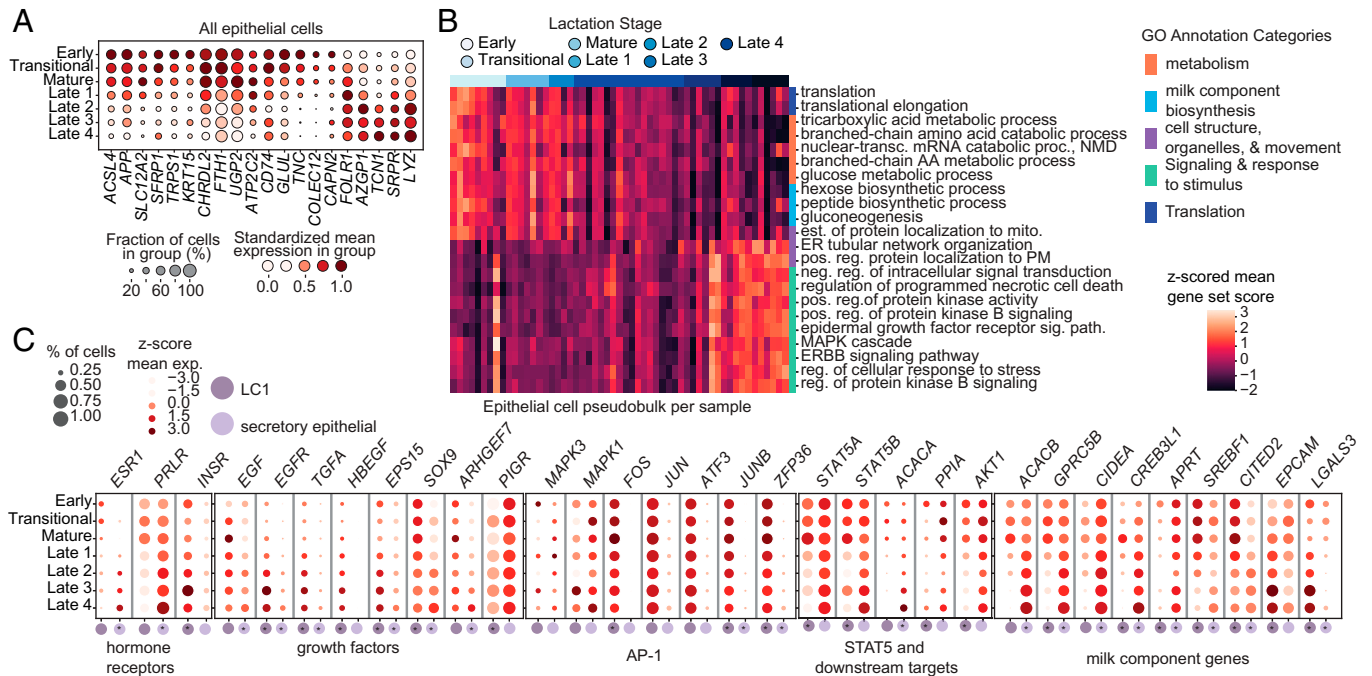 A
All epithelial cells
Early
Transitional
Mature
Late 1
Late 2
Late 3
Late 4
ACSL4
APP
SLC12A2
SFRP1
TRPS1
KRT15
CHRDL2
FTH1
UGP2
ATP2C2
CD74
GLUL
TNC
COLEC12
CAPN2
FOLR1
AZGP1
TCN1
SRPR
LYZ
Fraction of cells
in group (%)
20 60 100
Standardized mean
expression in group
0.0 0.5 1.0
B
Lactation Stage
Early Mature Late 2 Late 4
Transitional Late 1 Late 3
translation
translational elongation
tricarboxylic acid metabolic process
branched-chain amino acid catabolic process
nuclear-transc. mRNA catabolic proc., NMD
branched-chain AA metabolic process
glucose metabolic process
hexose biosynthetic process
peptide biosynthetic process
gluconeogenesis
est. of protein localization to mito.
ER tubular network organization
pos. reg. protein localization to PM
neg. reg. of intracellular signal transduction
regulation of programmed necrotic cell death
pos. reg.of protein kinase activity
pos. reg. of protein kinase B signaling
epidermal growth factor receptor sig. path.
MAPK cascade
ERBB signaling pathway
reg. of cellular response to stress
reg. of protein kinase B signaling
Epithelial cell pseudobulk per sample
GO Annotation Categories
metabolism
milk component
biosynthesis
cell structure,
organelles, & movement
Signaling & response
to stimulus
Translation
z-scored mean
gene set score
3
2
1
0
−1
−2
C
% of cells
0.25
0.50
0.75
1.00
z-score
mean exp.
−3.0
−1.5
0.0
1.5
3.0
LC1
secretory epithelial
ESR1
PRLR
INSR
EGF
EGFR
TGFA
HBEGF
EPS15
SOX9
ARHGEF7
PIGR
MAPK3
MAPK1
FOS
JUN
ATF3
JUNB
ZFP36
STAT5A
STAT5B
ACACA
PPIA
AKT1
ACACB
GPRC5B
CIDEA
CREB3L1
APRT
SREBF1
CITED2
EPCAM
LGALS3
Early
Transitional
Mature
Late 1
Late 2
Late 3
Late 4
hormone
receptors
growth factors
AP-1
STAT5 and
downstream targets
milk component genes